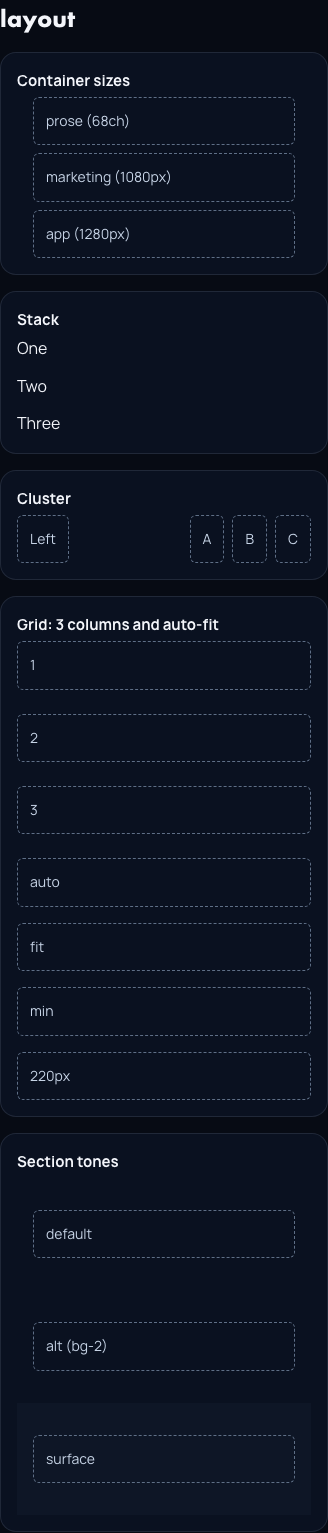 layout
Container sizes
prose (68ch)
marketing (1080px)
app (1280px)
Stack
One
Two
Three
Cluster
Left A B C
Grid: 3 columns and auto-fit
1
2
3
auto
fit
min
220px
Section tones
default
alt (bg-2)
surface